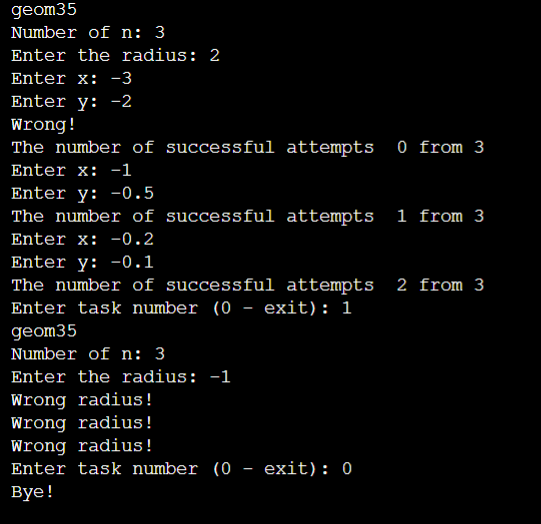 geom35
Number of n: 3
Enter the radius: 2
Enter x: -3
Enter y: -2
Wrong!
The number of successful attempts  0 from 3
Enter x: -1
Enter y: -0.5
The number of successful attempts  1 from 3
Enter x: -0.2
Enter y: -0.1
The number of successful attempts  2 from 3
Enter task number (0 - exit): 1
geom35
Number of n: 3
Enter the radius: -1
Wrong radius!
Wrong radius!
Wrong radius!
Enter task number (0 - exit): 0
Bye!